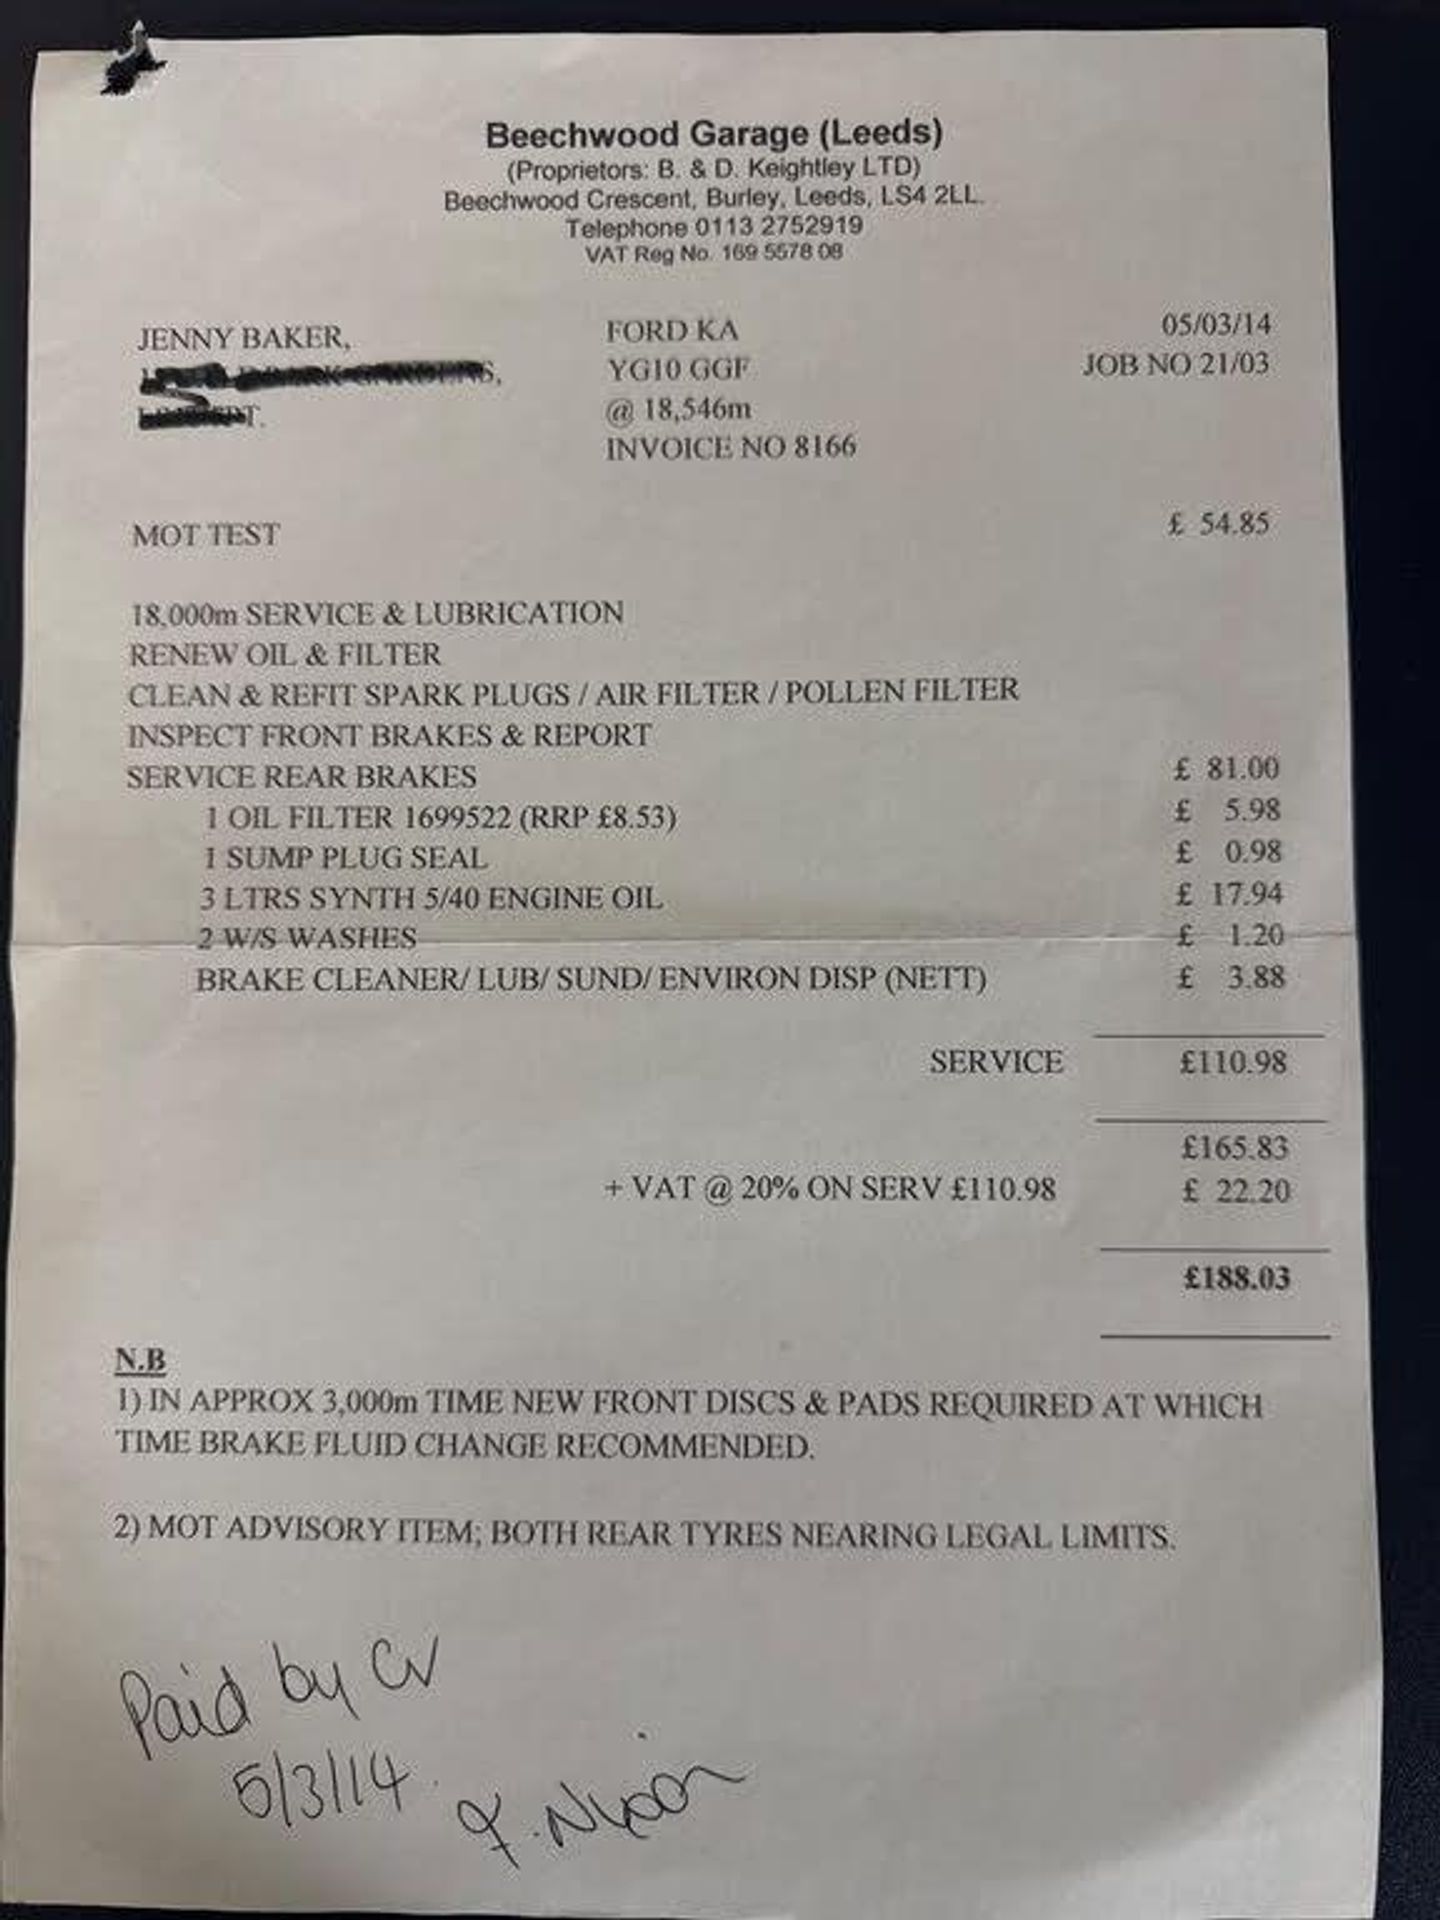 Beechwood Garage (Leeds)
(Proprietors: B. & D. Keightley LTD)
Beechwood Crescent, Burley, Leeds, LS4 2LL.
Telephone 0113 2752919
VAT Reg No. 169 5578 08
JENNY BAKER, FORD KA 05/03/14
YG10 GGF JOB NO 21/03
@ 18,546m
INVOICE NO 8166
MOT TEST £ 54.85
18,000m SERVICE & LUBRICATION
RENEW OIL & FILTER
CLEAN & REFIT SPARK PLUGS / AIR FILTER / POLLEN FILTER
INSPECT FRONT BRAKES & REPORT
SERVICE REAR BRAKES £ 81.00
1 OIL FILTER 1699522 (RRP £8.53) £ 5.98
1 SUMP PLUG SEAL £ 0.98
3 LTRS SYNTH 5/40 ENGINE OIL £ 17.94
2 W/S WASHES £ 1.20
BRAKE CLEANER/ LUB/ SUND/ ENVIRON DISP (NETT) £ 3.88
SERVICE £110.98
£165.83
+ VAT @ 20% ON SERV £110.98 £ 22.20
£188.03
N.B
1) IN APPROX 3,000m TIME NEW FRONT DISCS & PADS REQUIRED AT WHICH
TIME BRAKE FLUID CHANGE RECOMMENDED.
2) MOT ADVISORY ITEM; BOTH REAR TYRES NEARING LEGAL LIMITS.
Paid by
5/3/14